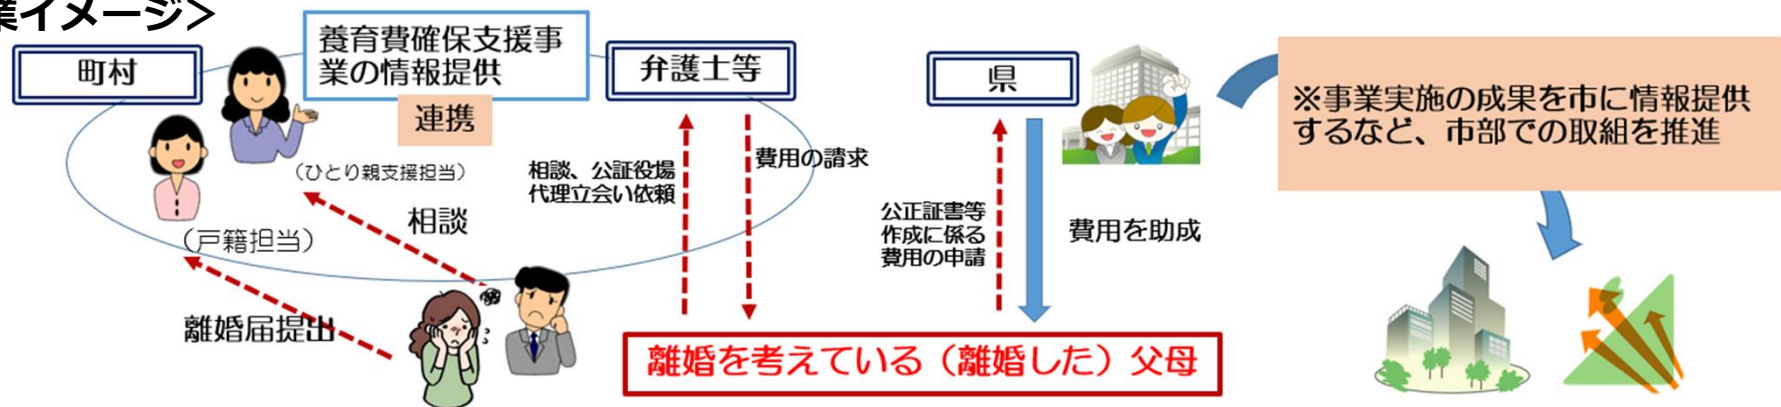 業イメージ＞
町村
養育費確保支援事
業の情報提供
連携
弁護士等
県
※事業実施の成果を市に情報提供
するなど、市部での取組を推進
（ひとり親支援担当）
（戸籍担当）
相談
離婚届提出
相談、公証役場
代理立会い依頼
費用の請求
公正証書等
作成に係る
費用の申請
費用を助成
離婚を考えている（離婚した）父母